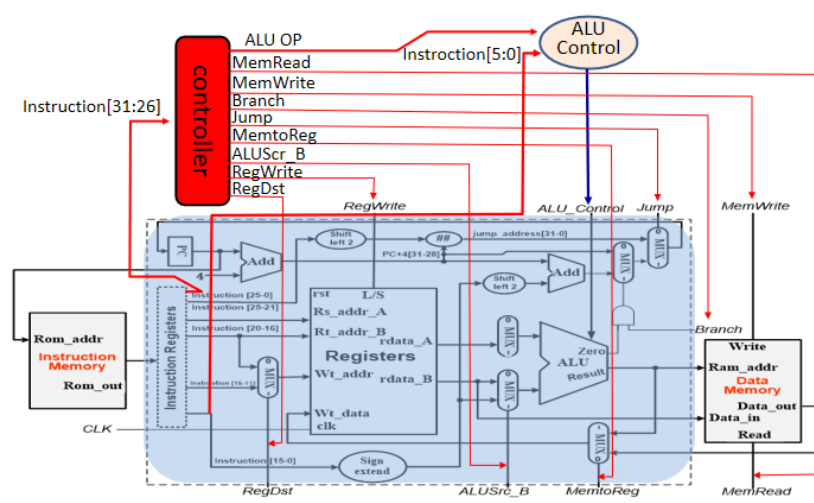 ALU OP
MemRead
MemWrite
Branch
Jump
MemtoReg
ALUScr_B
RegWrite
RegDst
controller
Instruction[31:26]
Instroction[5:0]
ALU
Control
RegWrite
ALU_Control
Jump
MemWrite
PC
4
Add
Shift
left 2
##
jump_address[31-0]
PC+4[31-28]
Add
Shift
left 2
MUX
MUX
Instruction Registers
Instruction [25-0]
Instruction [25-21]
Instruction [20-16]
Instruction [15-11]
Instruction [15-0]
rst
L/S
Rs_addr_A
Rt_addr_B
rdata_A
Registers
Wt_addr
rdata_B
Wt_data
clk
MUX
MUX
MUX
MUX
Zero
ALU
Result
Branch
Rom_addr
Instruction
Memory
Rom_out
CLK
Sign
extend
Write
Ram_addr
Data
Memory
Data_out
Data_in
Read
RegDst
ALUSrc_B
MemtoReg
MemRead